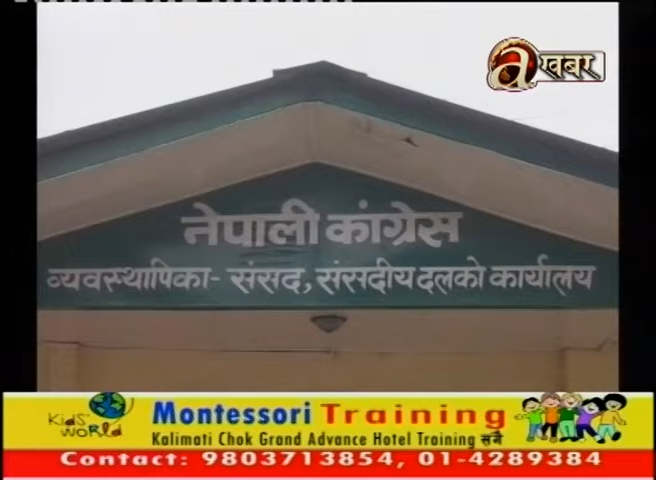 a खबर
नेपाली कांग्रेस
व्यवस्थापिका- संसद, संसदीय दलको कार्यालय
Kids' WORLd
Montessori Training
Kalimati Chok Grand Advance Hotel Training सँगै
Contact: 9803713854, 01-4289384